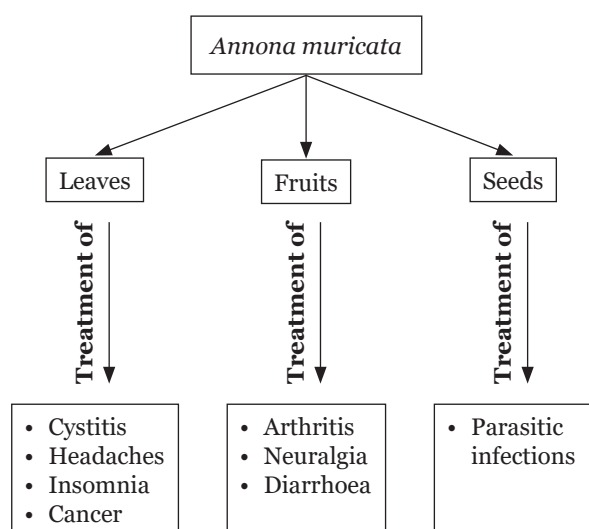 Annona muricata
Leaves
Fruits
Seeds
Treatment of
Treatment of
Treatment of
• Cystitis
• Headaches
• Insomnia
• Cancer
• Arthritis
• Neuralgia
• Diarrhoea
• Parasitic
infections